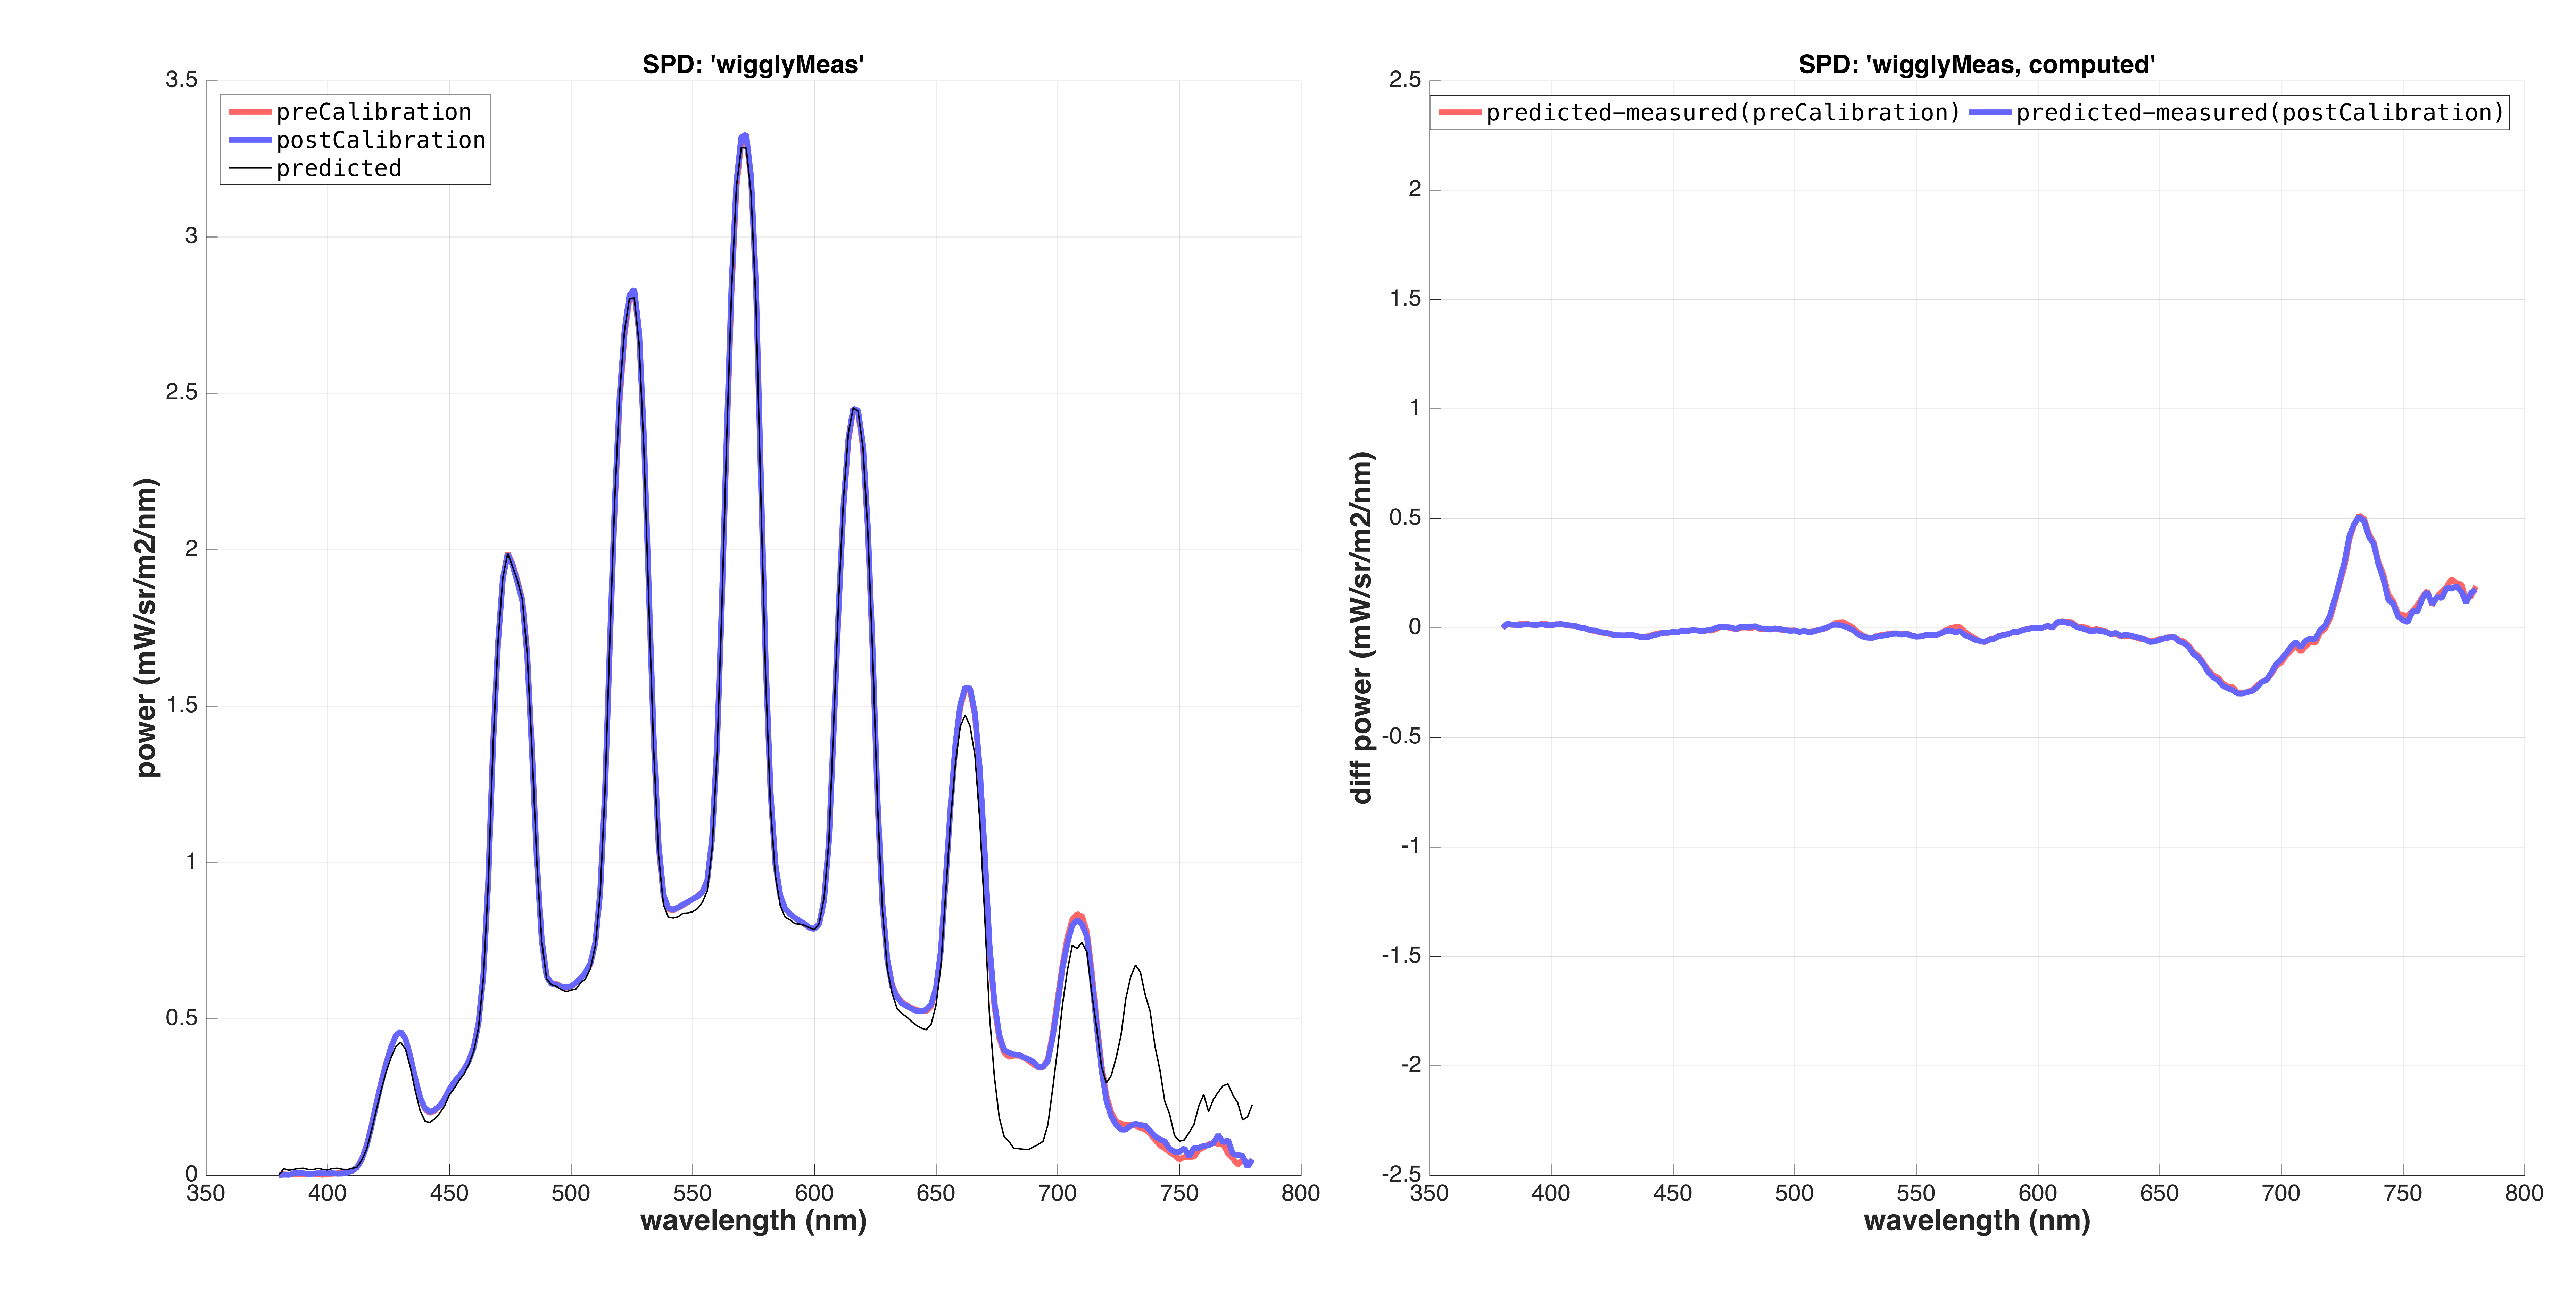 SPD: 'wigglyMeas'
preCalibration
postCalibration
predicted
power (mW/sr/m2/nm)
3.5
3
2.5
2
1.5
1
0.5
0
350 400 450 500 550 600 650 700 750 800
wavelength (nm)
SPD: 'wigglyMeas, computed'
predicted-measured(preCalibration) predicted-measured(postCalibration)
diff power (mW/sr/m2/nm)
2.5
2
1.5
1
0.5
0
-0.5
-1
-1.5
-2
-2.5
350 400 450 500 550 600 650 700 750 800
wavelength (nm)